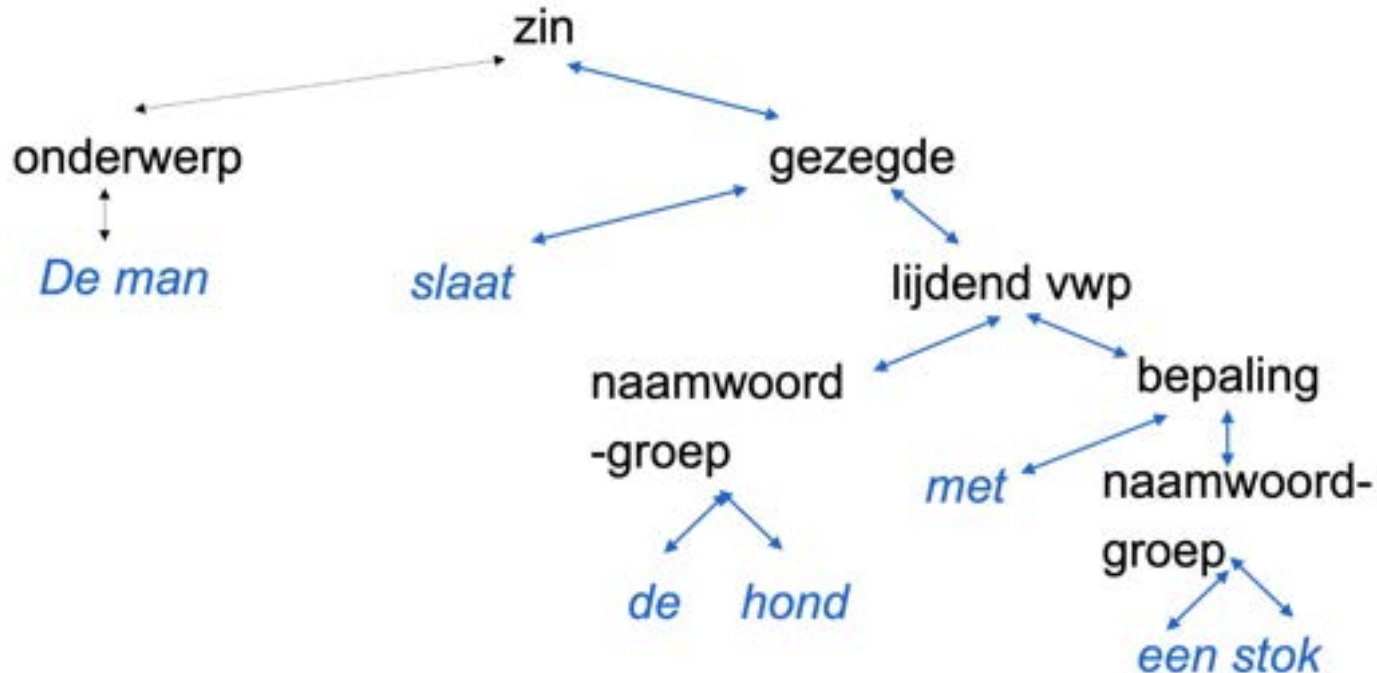 zin
onderwerp
gezegde
De man
slaat
lijdend vwp
naamwoord
-groep
bepaling
met
naamwoord-
groep
de
hond
een stok